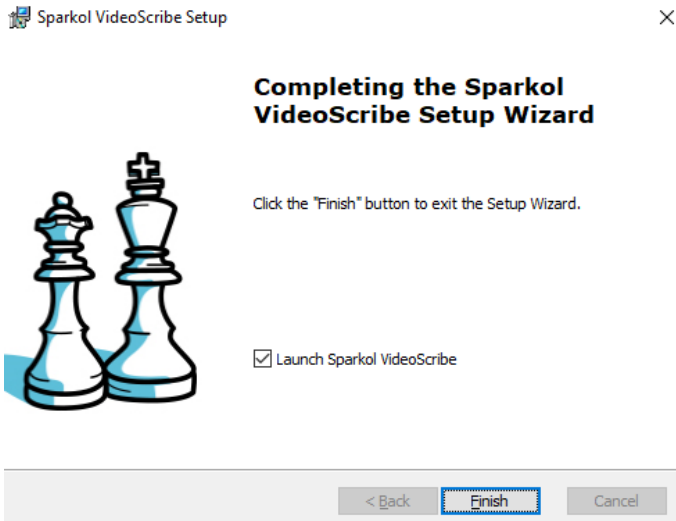 Sparkol VideoScribe Setup
Completing the Sparkol
VideoScribe Setup Wizard
Click the "Finish" button to exit the Setup Wizard.
Launch Sparkol VideoScribe
< Back
Finish
Cancel